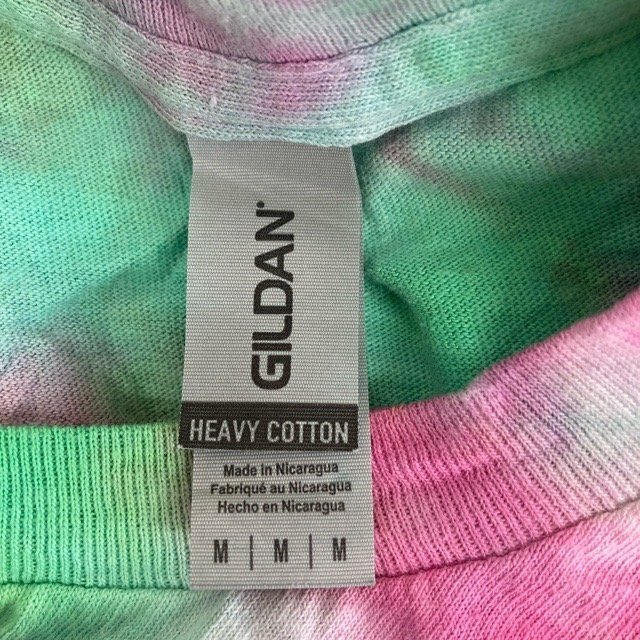 GILDAN®
HEAVY COTTON
Made in Nicaragua
Fabriqué au Nicaragua
Hecho en Nicaragua
M | M | M